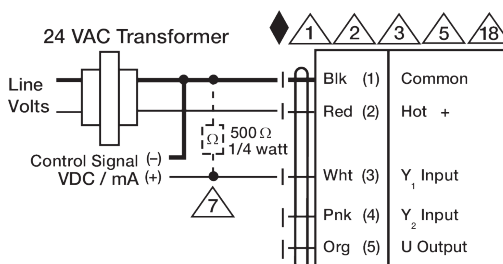 1 2 3 5 18
24 VAC Transformer
Line
Volts
Blk (1) Common
Red (2) Hot +
Ω 500 Ω
1/4 watt
Control Signal (–)
VDC / mA (+)
Wht (3) Y1 Input
7
Pnk (4) Y2 Input
Org (5) U Output